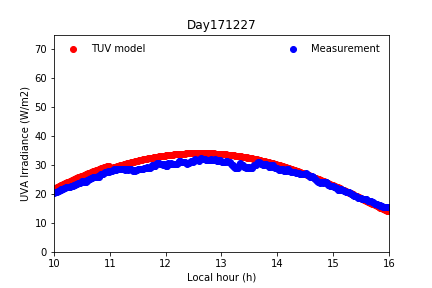 Day171227
TUV model
Measurement
70
60
50
40
30
20
10
0
UVA Irradiance (W/m2)
10 11 12 13 14 15 16
Local hour (h)